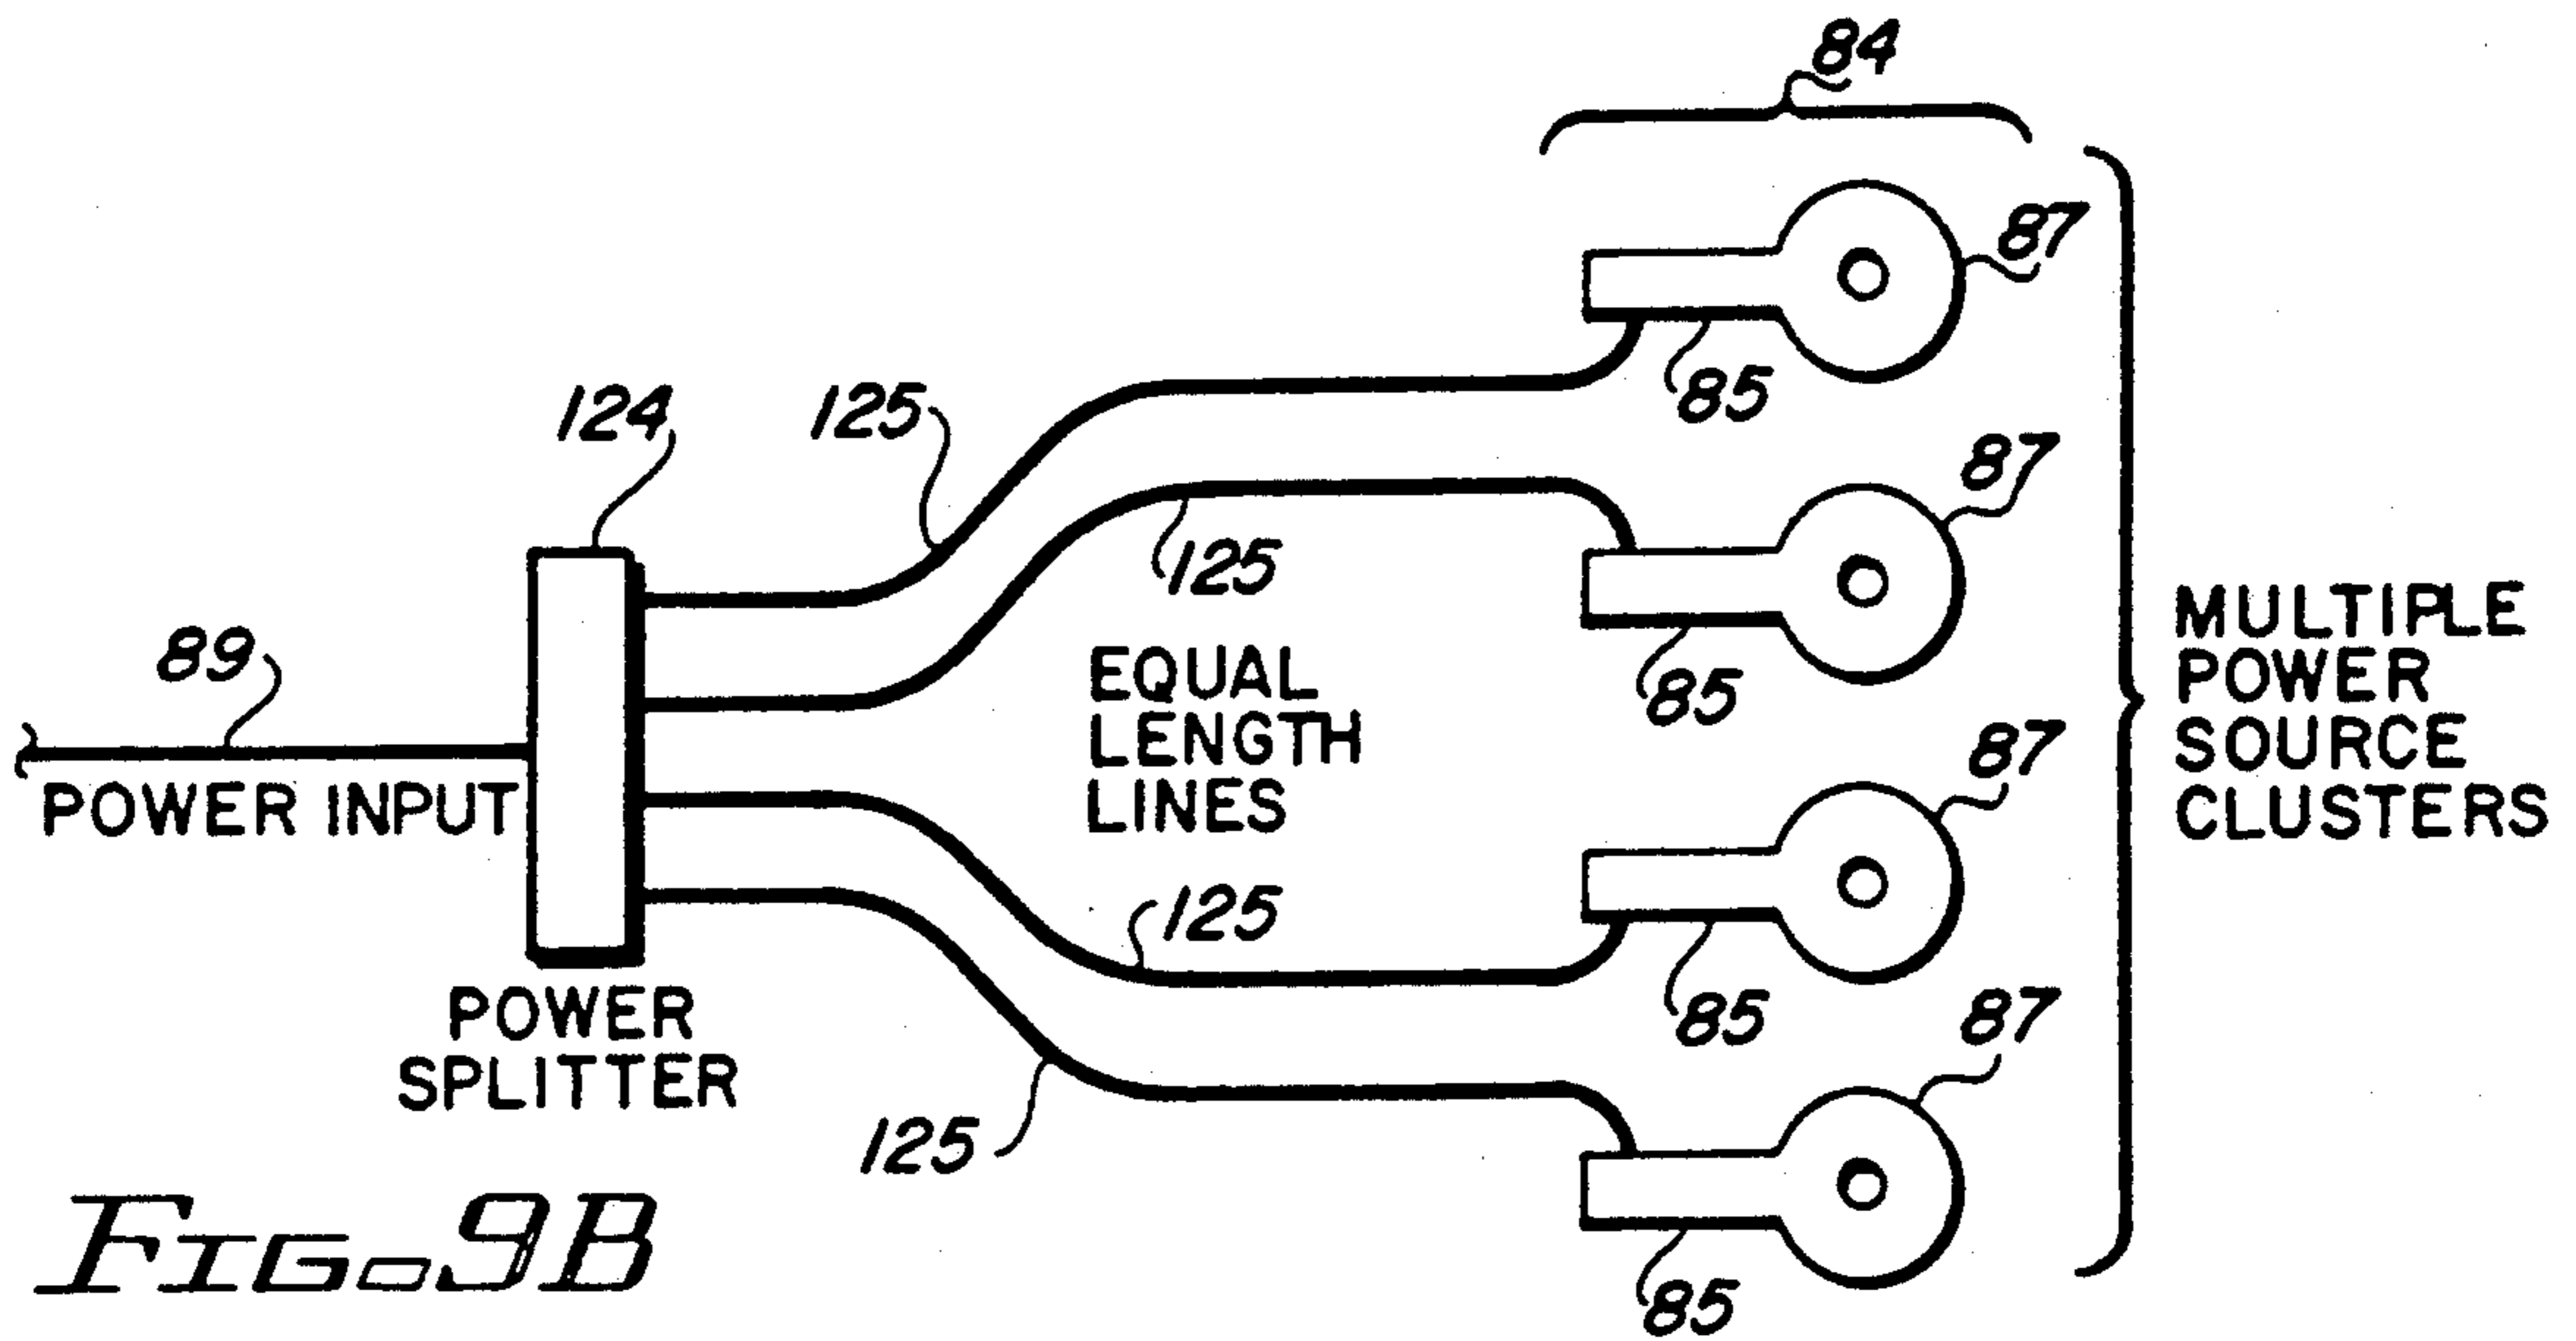 84
87
85
124
125
87
125
85
89
EQUAL
LENGTH
LINES
MULTIPLE
POWER
SOURCE
CLUSTERS
POWER INPUT
87
125
85
POWER
SPLITTER
87
125
85
FIG. 9B